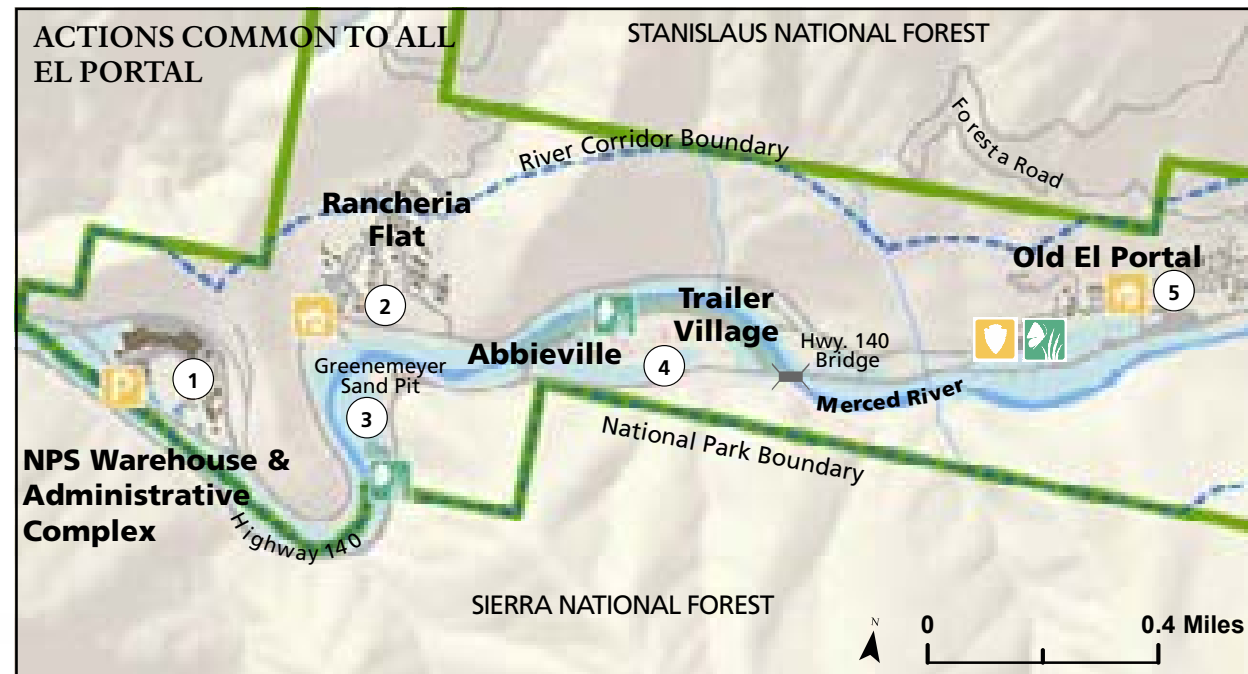 ACTIONS COMMON TO ALL
EL PORTAL
STANISLAUS NATIONAL FOREST
Foresta Road
River Corridor Boundary
Rancheria
Flat
Old El Portal
5
2
Trailer
Village
Abbieville
Hwy. 140
Bridge
Greenemeyer
Sand Pit
4
1
P
3
Merced River
National Park Boundary
NPS Warehouse &
Administrative
Complex
Highway 140
SIERRA NATIONAL FOREST
N
0
0.4 Miles